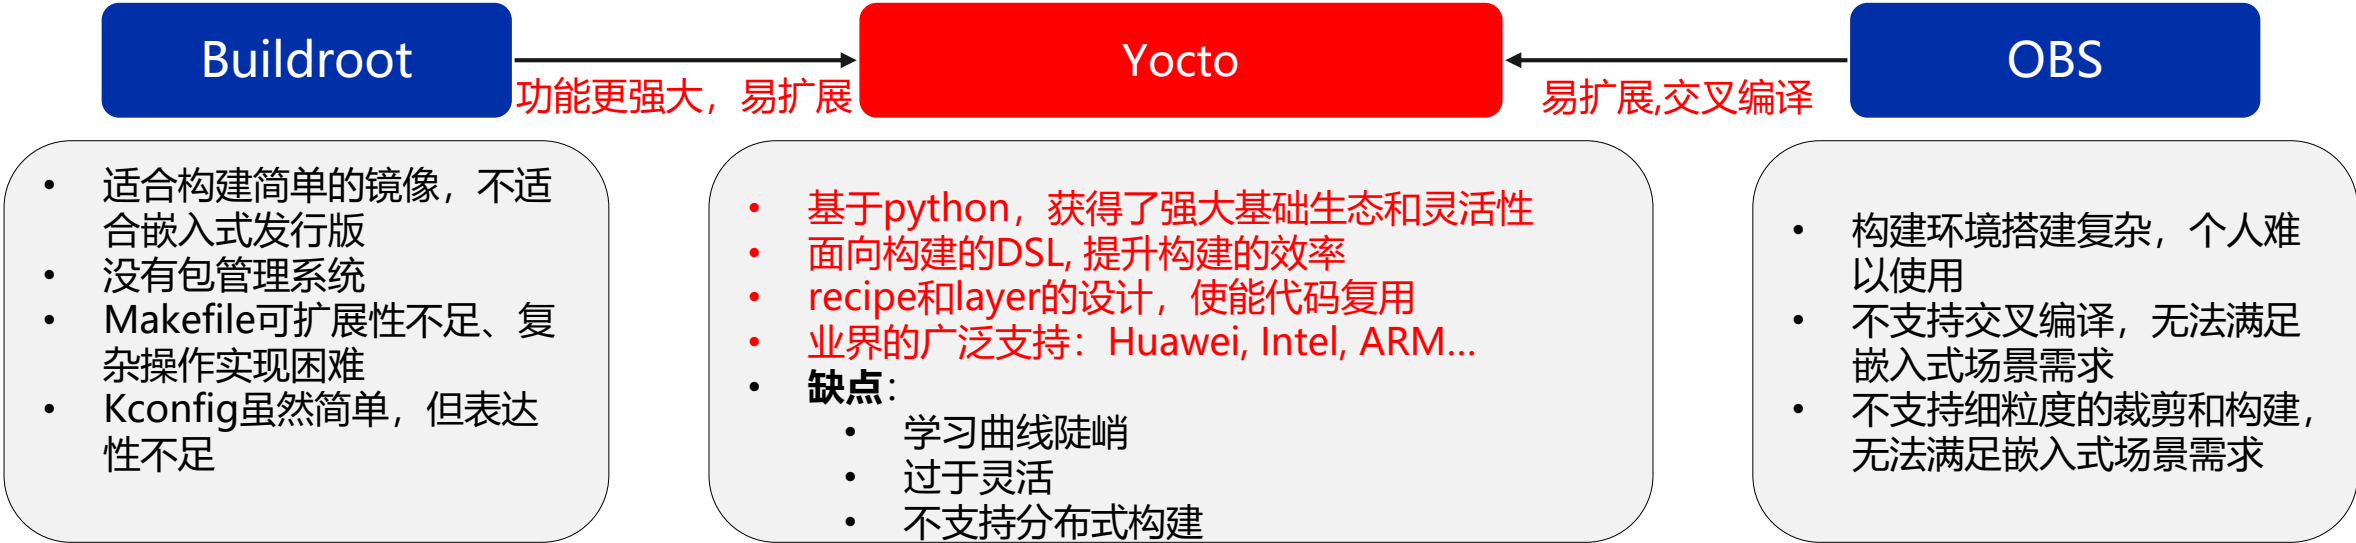 Buildroot
功能更强大，易扩展
Yocto
易扩展,交叉编译
OBS
• 适合构建简单的镜像，不适
合嵌入式发行版
• 没有包管理系统
• Makefile可扩展性不足、复
杂操作实现困难
• Kconfig虽然简单，但表达
性不足
• 基于python，获得了强大基础生态和灵活性
• 面向构建的DSL, 提升构建的效率
• recipe和layer的设计，使能代码复用
• 业界的广泛支持：Huawei, Intel, ARM...
• 缺点：
• 学习曲线陡峭
• 过于灵活
• 不支持分布式构建
• 构建环境搭建复杂，个人难
以使用
• 不支持交叉编译，无法满足
嵌入式场景需求
• 不支持细粒度的裁剪和构建，
无法满足嵌入式场景需求